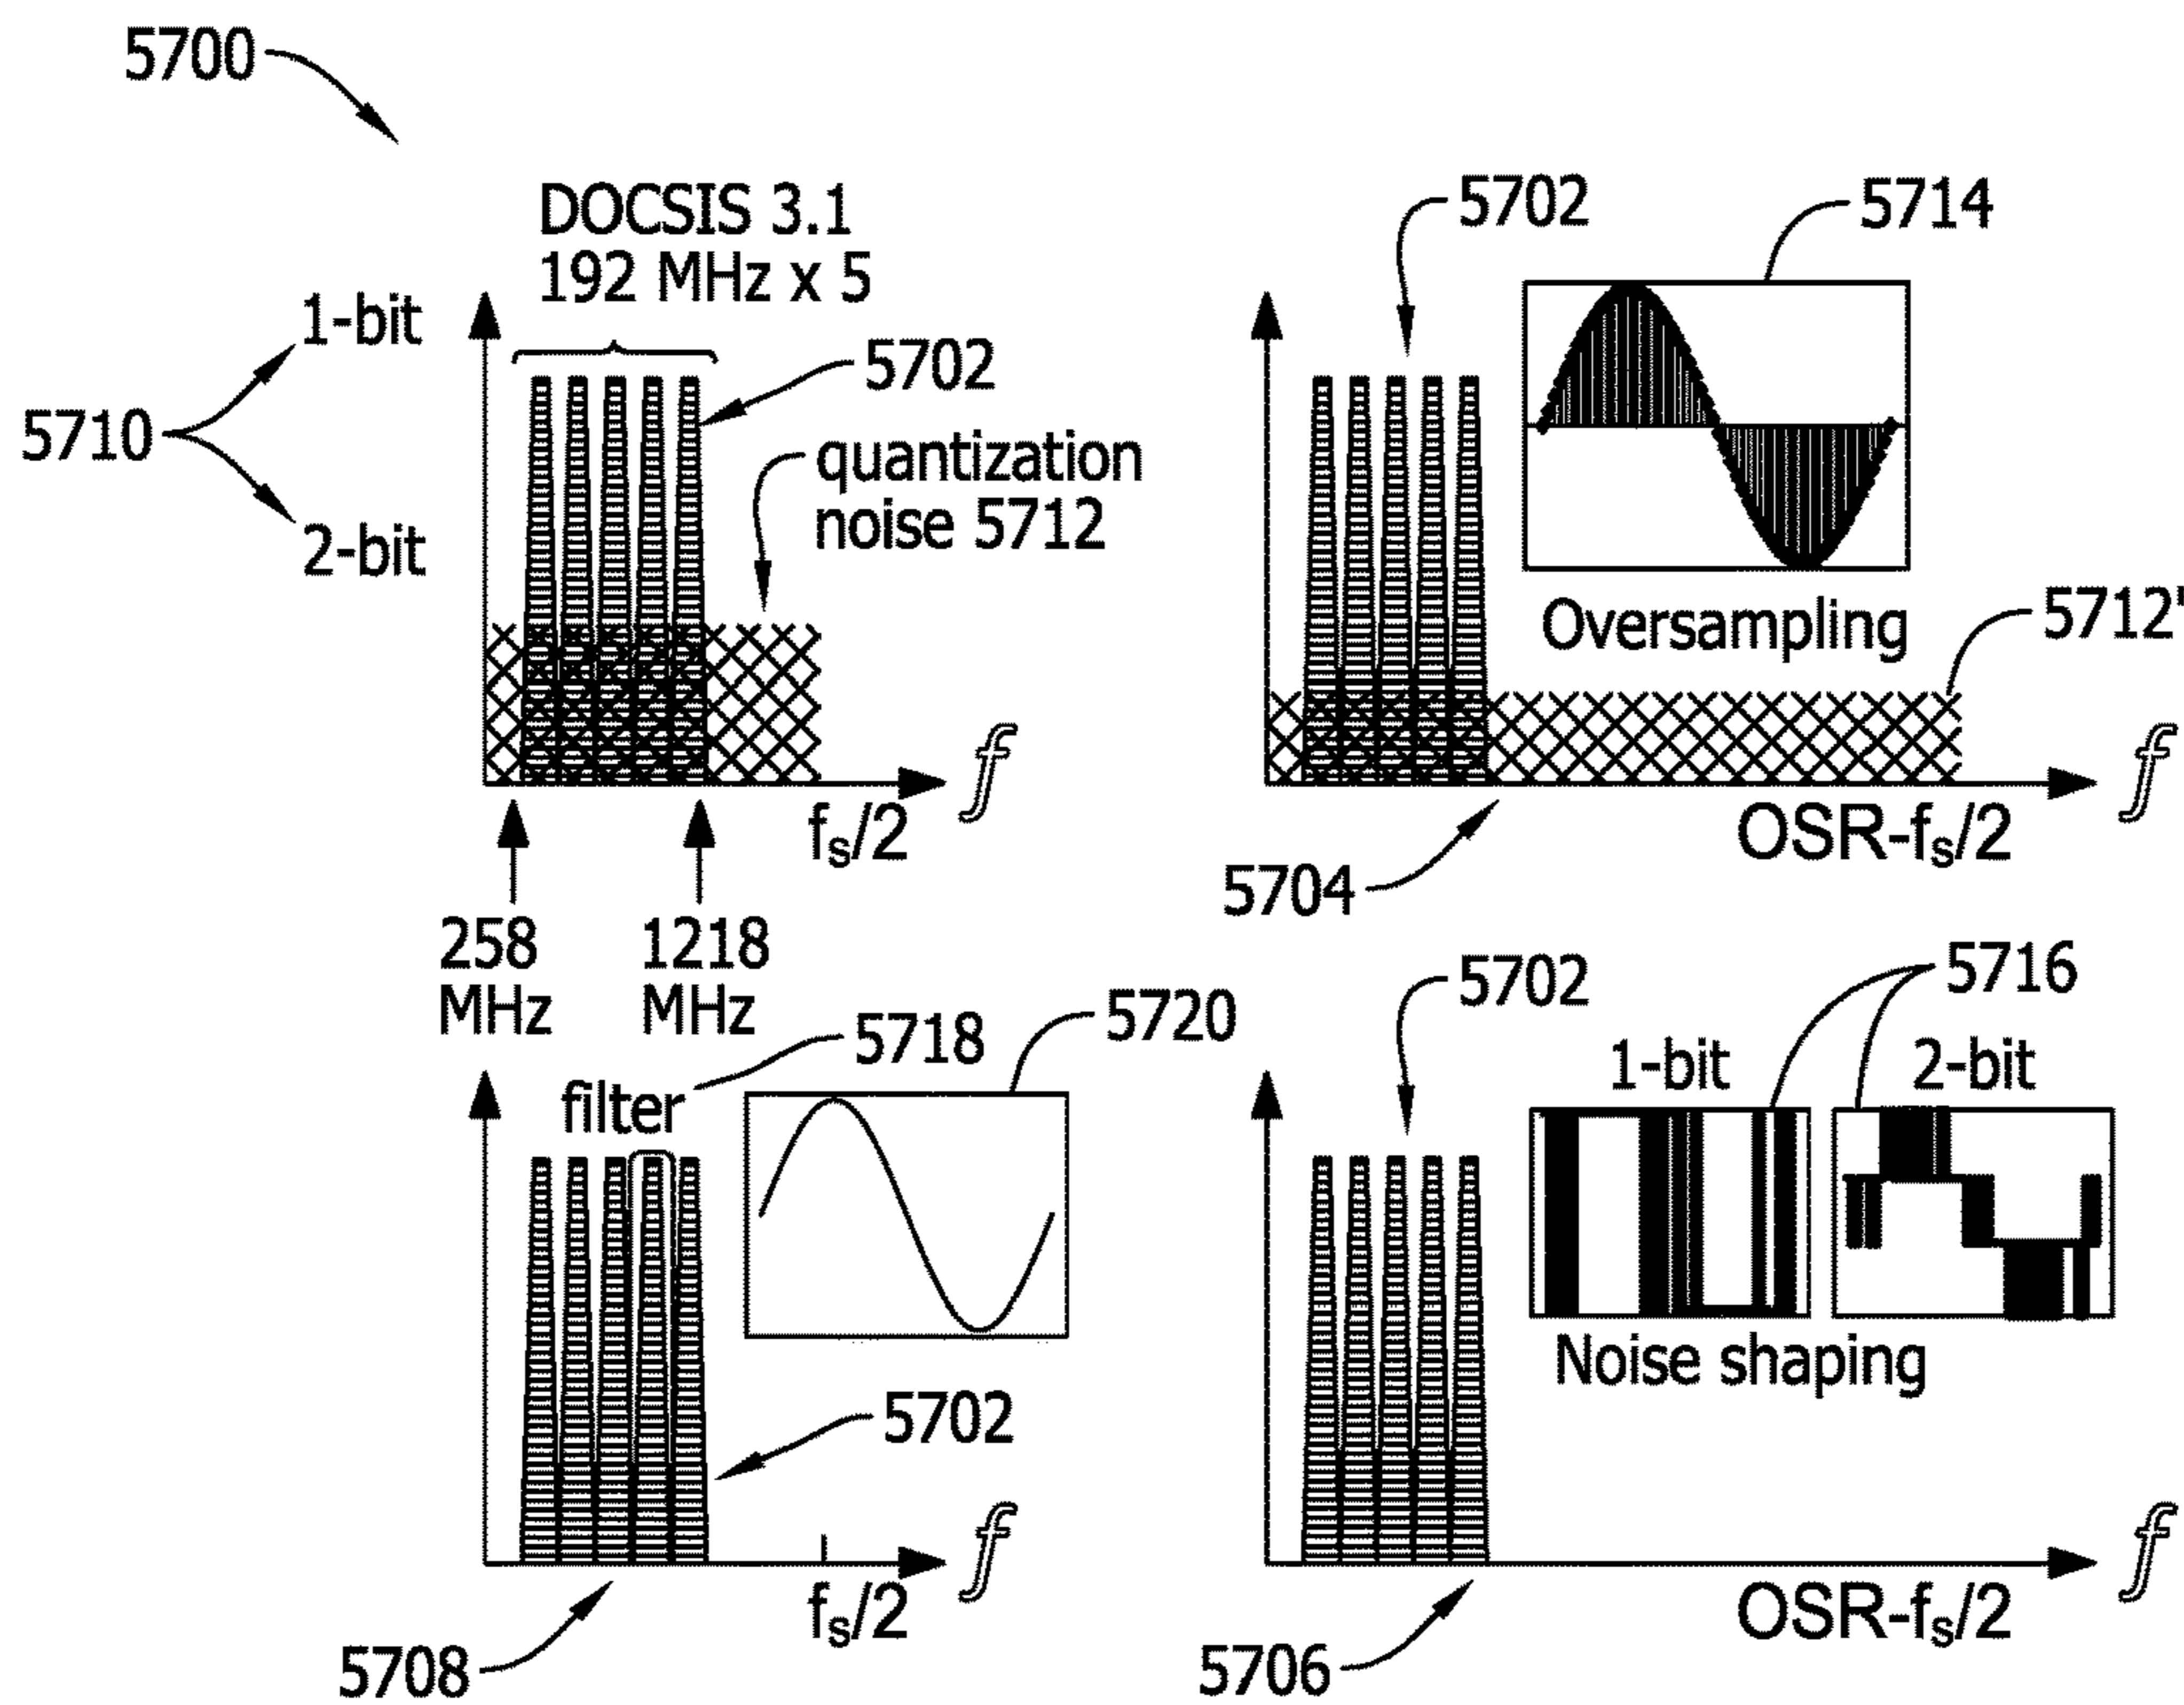 5700
DOCSIS 3.1
192 MHz x 5
5702
5714
1-bit
5702
5710
quantization
noise 5712
2-bit
Oversampling
5712'
f
f
fs/2
OSR-fs/2
5704
258
MHz
1218
MHz
5702
5716
5718
5720
filter
1-bit
2-bit
Noise shaping
5702
f
f
fs/2
OSR-fs/2
5708
5706